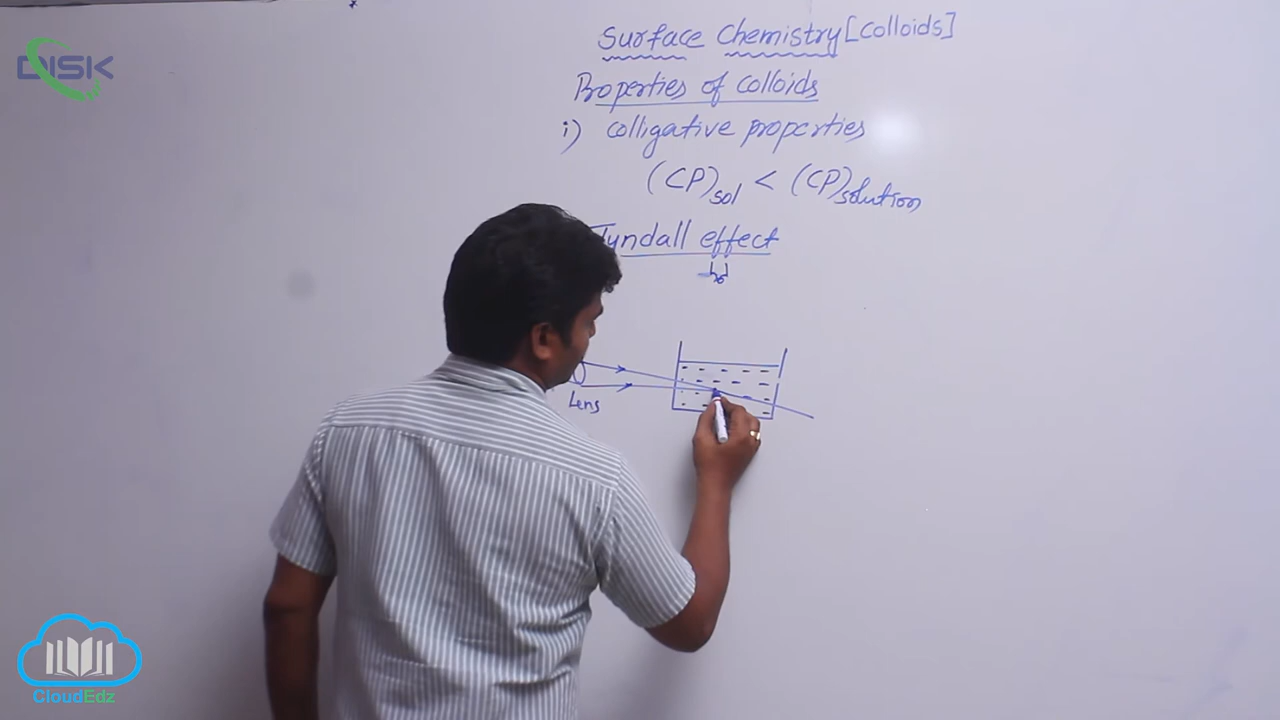 DISK
Surface Chemistry [Colloids]
Properties of colloids
i) colligative properties
(CP)sol < (CP)solution
Tyndall effect
Lens
CloudEdz